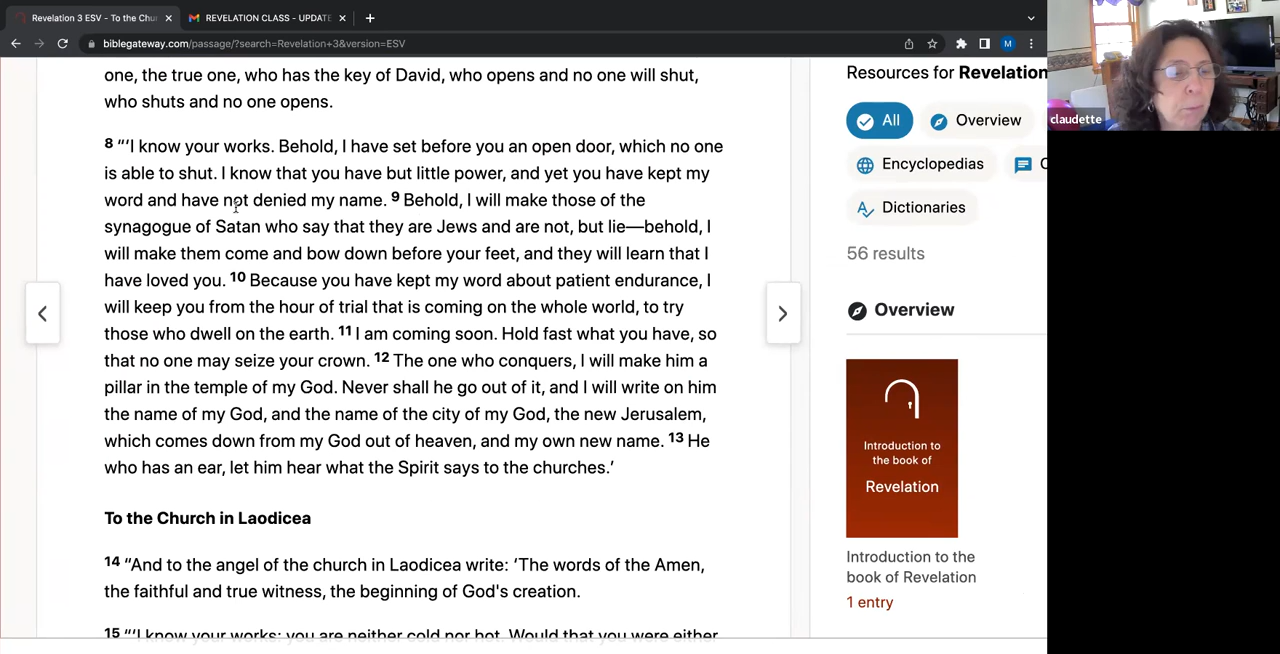 Revelation 3 ESV - To the Chu
REVELATION CLASS - UPDATE
biblegateway.com/passage/?search=Revelation+3&version=ESV
M
claudette
one, the true one, who has the key of David, who opens and no one will shut,
who shuts and no one opens.
8 “‘I know your works. Behold, I have set before you an open door, which no one
is able to shut. I know that you have but little power, and yet you have kept my
word and have not denied my name. 9 Behold, I will make those of the
synagogue of Satan who say that they are Jews and are not, but lie—behold, I
will make them come and bow down before your feet, and they will learn that I
have loved you. 10 Because you have kept my word about patient endurance, I
will keep you from the hour of trial that is coming on the whole world, to try
those who dwell on the earth. 11 I am coming soon. Hold fast what you have, so
that no one may seize your crown. 12 The one who conquers, I will make him a
pillar in the temple of my God. Never shall he go out of it, and I will write on him
the name of my God, and the name of the city of my God, the new Jerusalem,
which comes down from my God out of heaven, and my own new name. 13 He
who has an ear, let him hear what the Spirit says to the churches.’
To the Church in Laodicea
14 “And to the angel of the church in Laodicea write: ‘The words of the Amen,
the faithful and true witness, the beginning of God's creation.
15 “‘I know your works: you are neither cold nor hot. Would that you were either
Resources for Revelation
All
Overview
Encyclopedias
C
Dictionaries
56 results
Overview
Introduction to
the book of
Revelation
Introduction to the
book of Revelation
1 entry